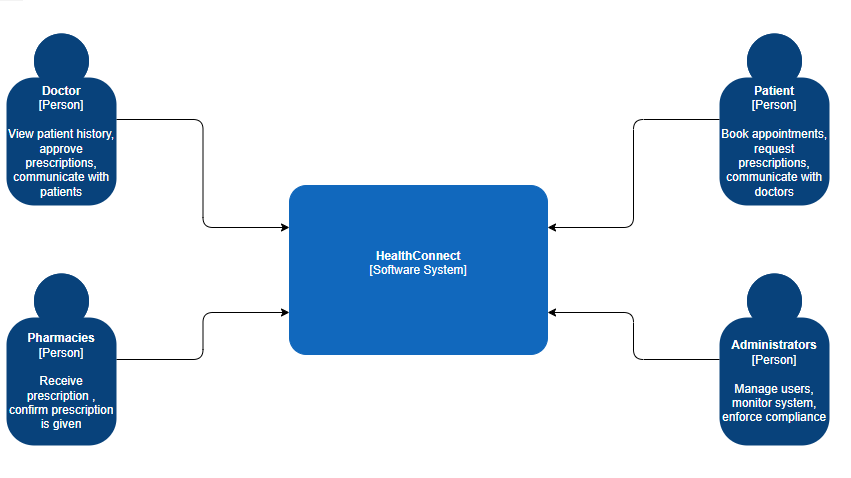 Doctor
[Person]
View patient history,
approve
prescriptions,
communicate with
patients
Patient
[Person]
Book appointments,
request
prescriptions,
communicate with
doctors
HealthConnect
[Software System]
Pharmacies
[Person]
Receive
prescription ,
confirm prescription
is given
Administrators
[Person]
Manage users,
monitor system,
enforce compliance